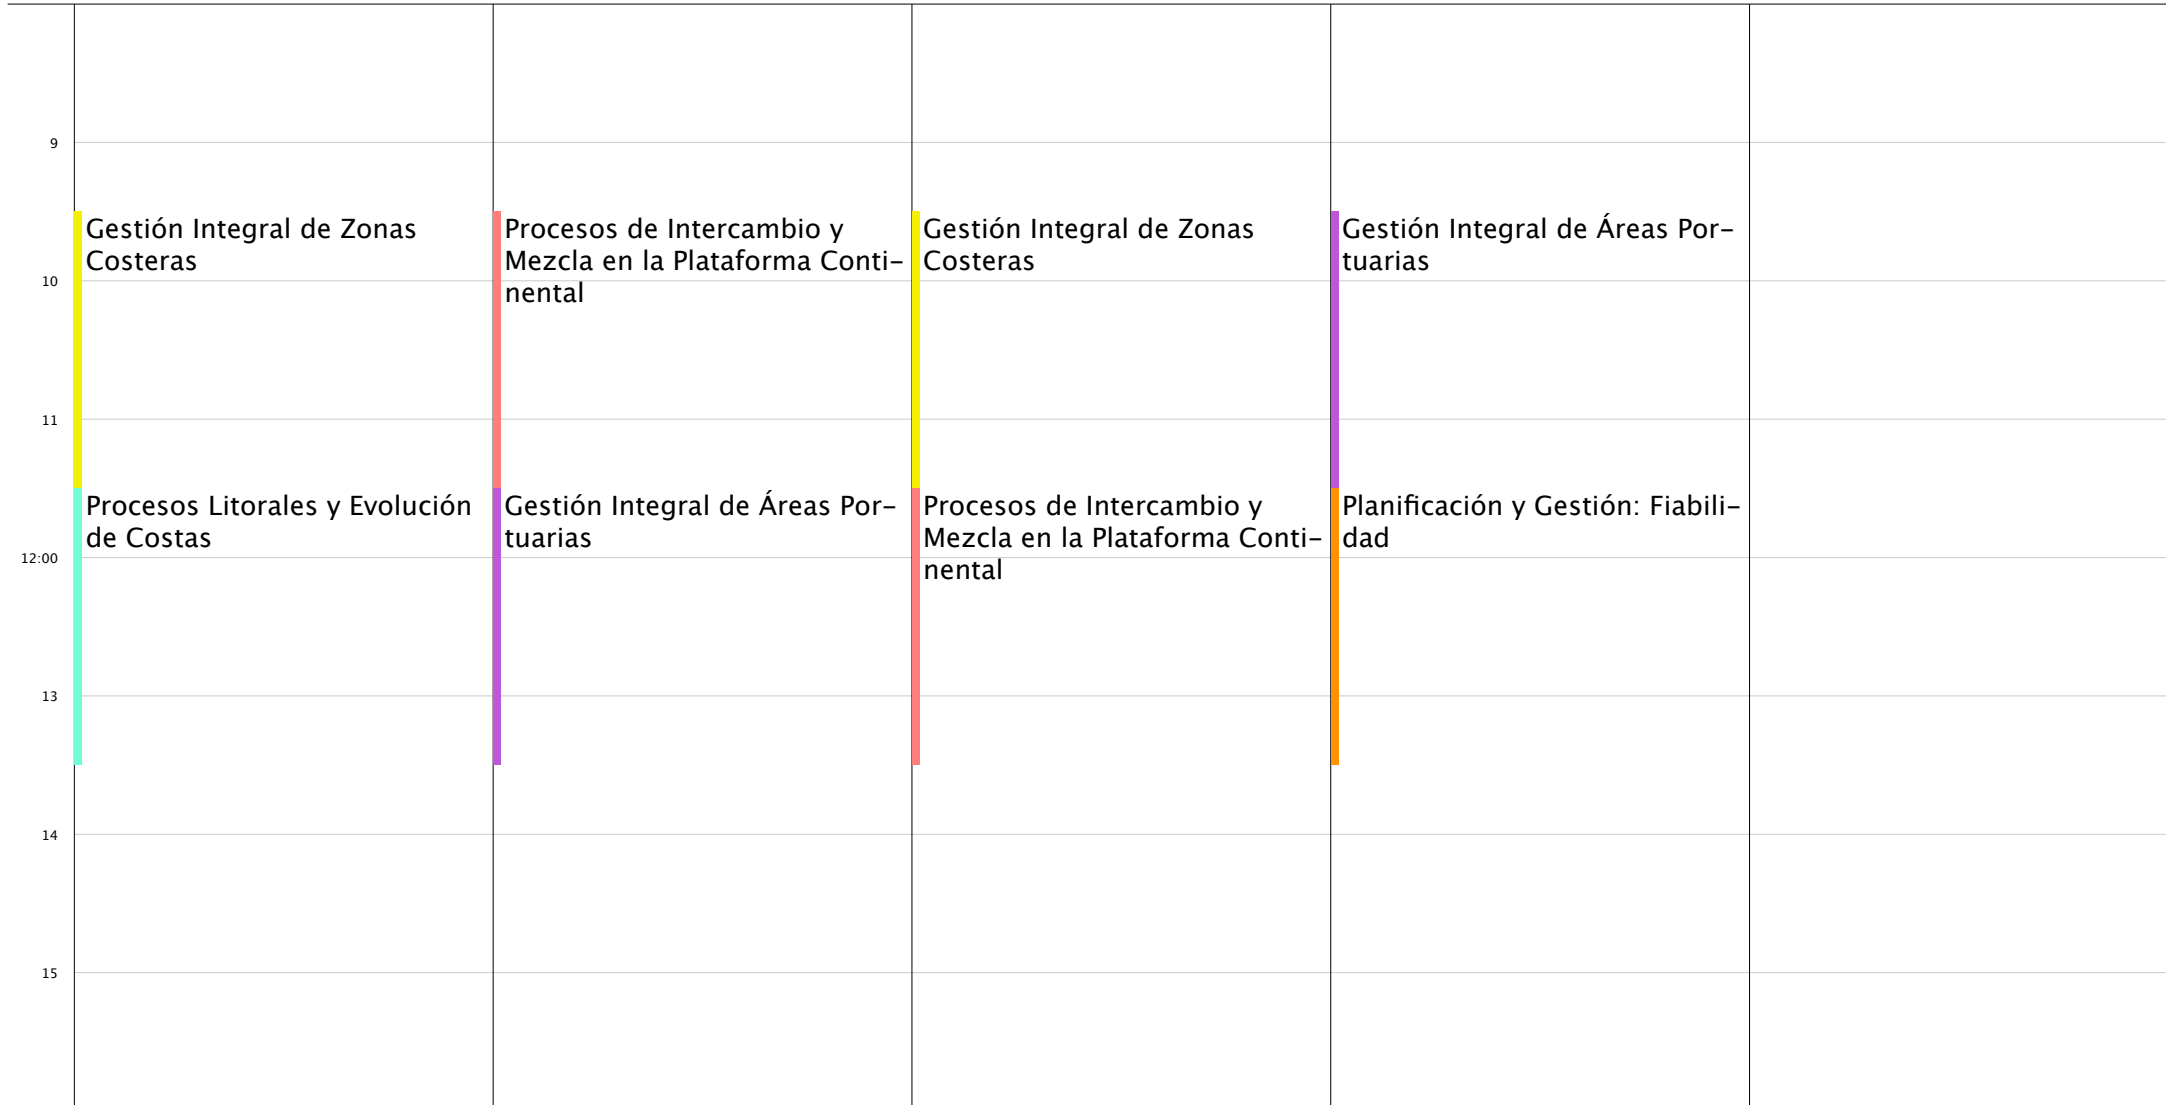 9
Gestión Integral de Zonas
Costeras
Procesos de Intercambio y
Mezcla en la Plataforma Conti-
nental
Gestión Integral de Zonas
Costeras
Gestión Integral de Áreas Por-
tuarias
10
11
Procesos Litorales y Evolución
de Costas
Gestión Integral de Áreas Por-
tuarias
Procesos de Intercambio y
Mezcla en la Plataforma Conti-
nental
Planificación y Gestión: Fiabili-
dad
12:00
13
14
15